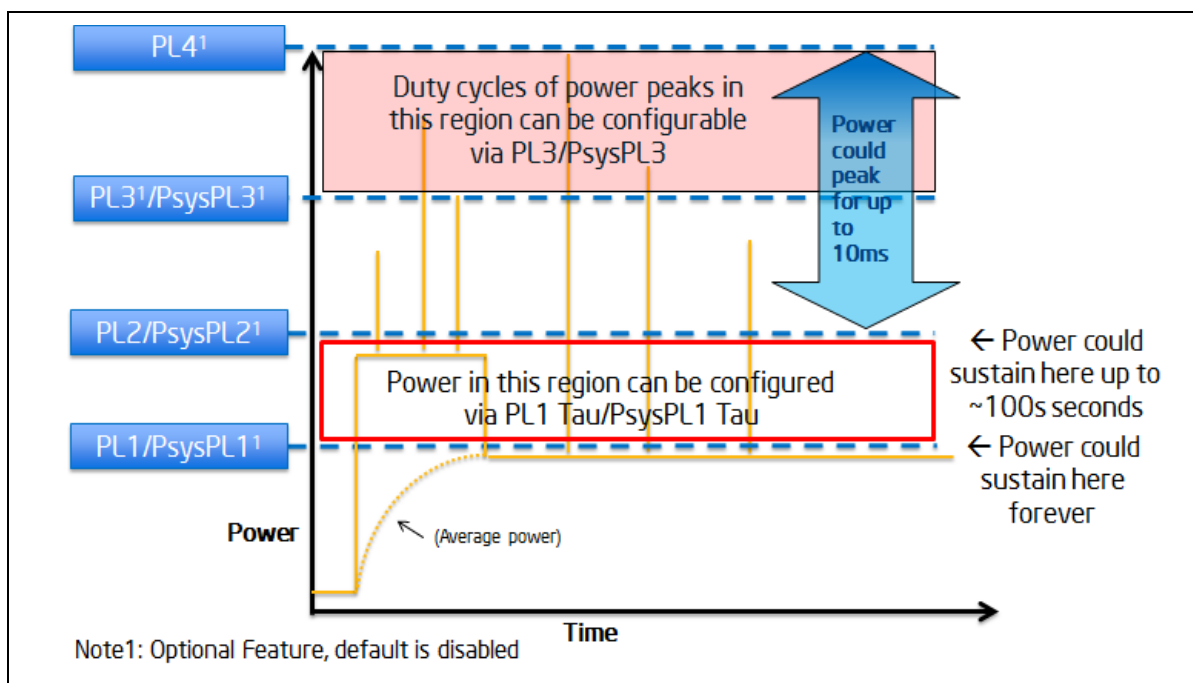 PL4¹
Duty cycles of power peaks in
this region can be configurable
via PL3/PsysPL3
Power
could
peak
for up
to
10ms
PL3¹/PsysPL3¹
PL2/PsysPL2¹
← Power could
sustain here up to
~100s seconds
Power in this region can be configured
via PL1 Tau/PsysPL1 Tau
PL1/PsysPL1¹
← Power could
sustain here
forever
Power
(Average power)
Time
Note1: Optional Feature, default is disabled